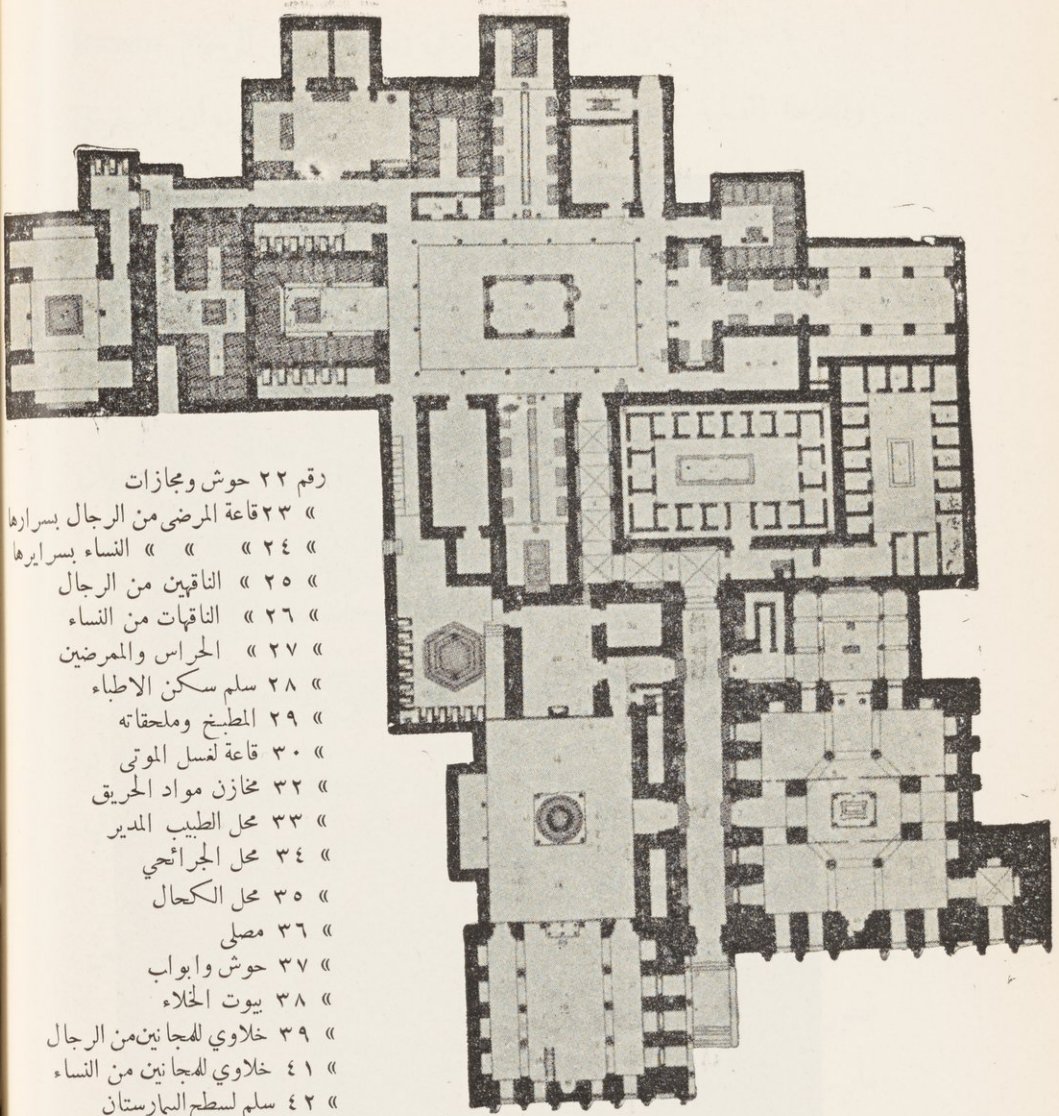 رقم ٢٢ حوش ومجازات
» ٢٣ قاعة المرضى من الرجال بسرارها
» ٢٤ » » النساء بسرايرها
» ٢٥ » الناقهين من الرجال
» ٢٦ » الناقهات من النساء
» ٢٧ » الحراس والممرضين
» ٢٨ سلم سكن الاطباء
» ٢٩ المطبخ وملحقاته
» ٣٠ قاعة لغسل الموتى
» ٣٢ مخازن مواد الحريق
» ٣٣ محل الطبيب المدير
» ٣٤ محل الجرائحي
» ٣٥ محل الكحال
» ٣٦ مصلى
» ٣٧ حوش وابواب
» ٣٨ بيوت الخلاء
» ٣٩ خلاوي للمجانين من الرجال
» ٤١ خلاوي للمجانين من النساء
» ٤٢ سلم لسطح البيمارستان